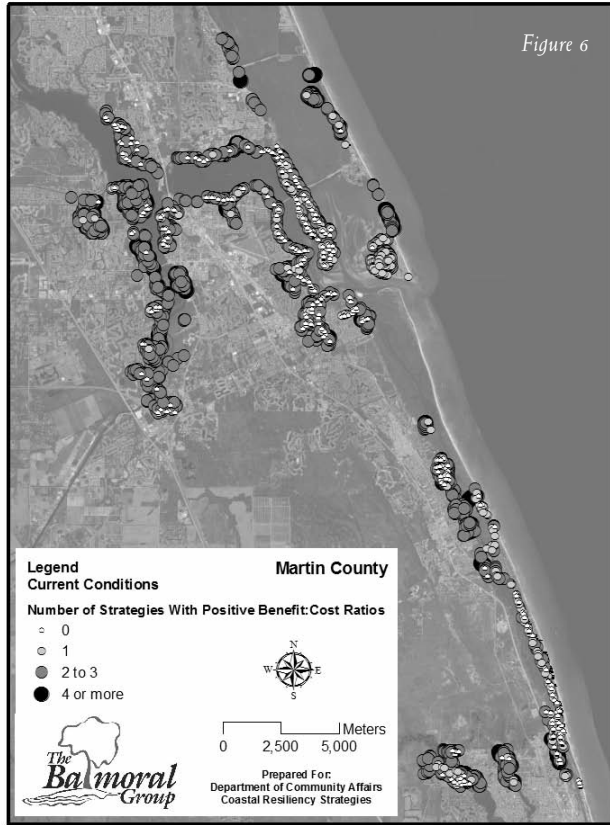 Figure 6
Legend
Martin County
Current Conditions
Number of Strategies With Positive Benefit:Cost Ratios
0
1
2 to 3
4 or more
N
W E
S
Meters
0 2,500 5,000
The
Balmoral
Group
Prepared For:
Department of Community Affairs
Coastal Resiliency Strategies